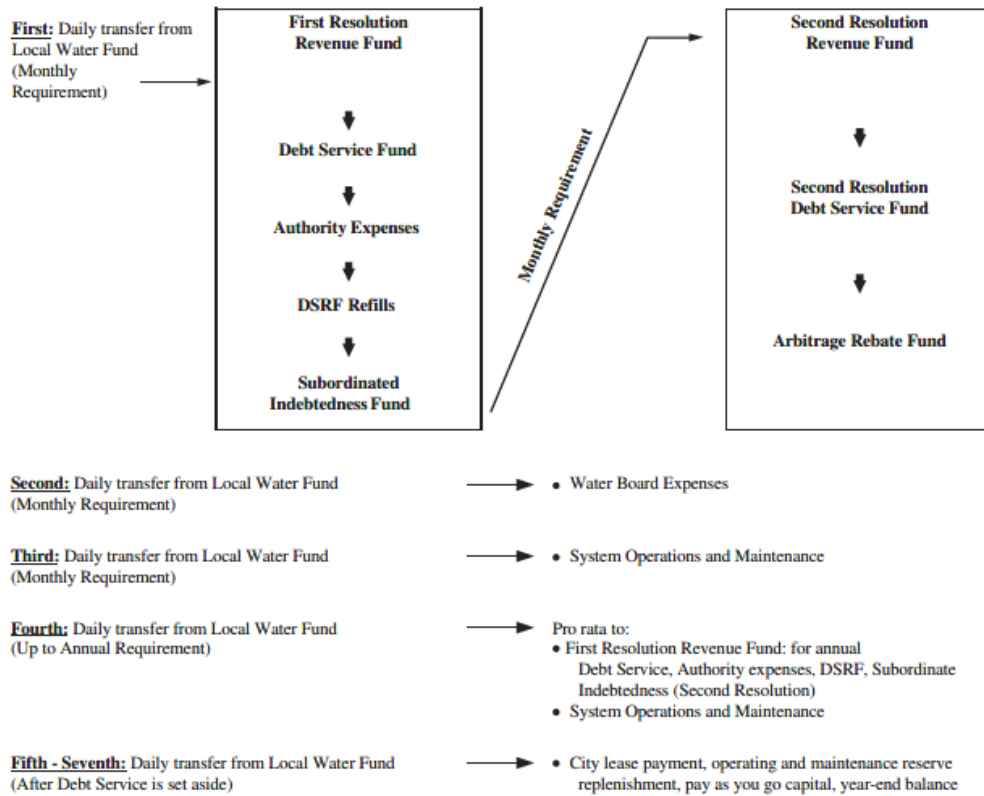 First: Daily transfer from
Local Water Fund
(Monthly
Requirement)
First Resolution
Revenue Fund
Debt Service Fund
Authority Expenses
DSRF Refills
Subordinated
Indebtedness Fund
Monthly Requirement
Second Resolution
Revenue Fund
Second Resolution
Debt Service Fund
Arbitrage Rebate Fund
Second: Daily transfer from Local Water Fund
(Monthly Requirement)
• Water Board Expenses
Third: Daily transfer from Local Water Fund
(Monthly Requirement)
• System Operations and Maintenance
Fourth: Daily transfer from Local Water Fund
(Up to Annual Requirement)
Pro rata to:
• First Resolution Revenue Fund: for annual
Debt Service, Authority expenses, DSRF, Subordinate
Indebtedness (Second Resolution)
• System Operations and Maintenance
Fifth - Seventh: Daily transfer from Local Water Fund
(After Debt Service is set aside)
• City lease payment, operating and maintenance reserve
replenishment, pay as you go capital, year-end balance